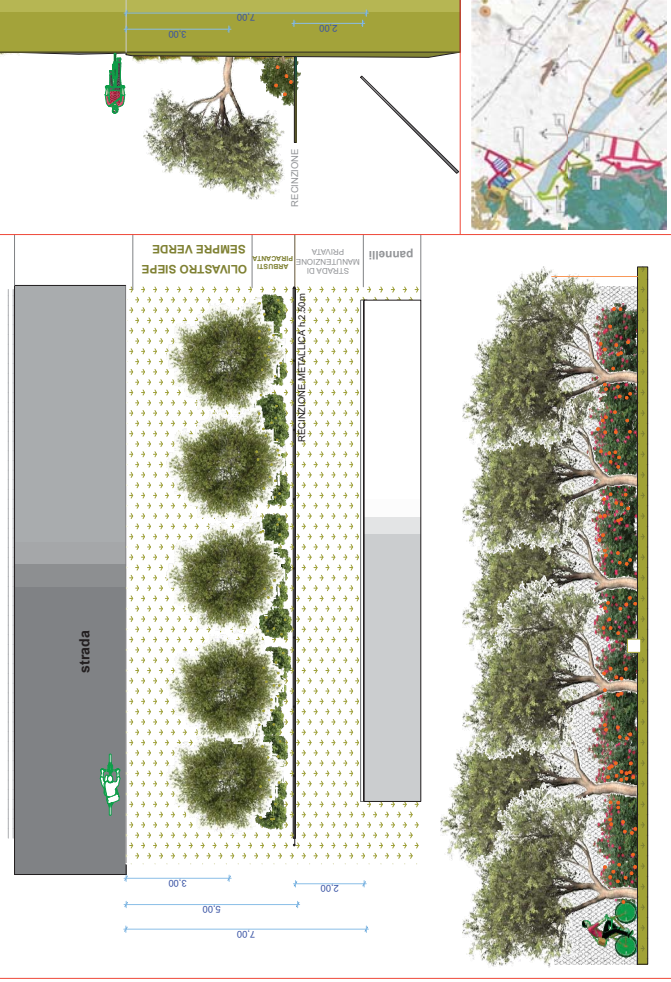 7,00
3,00
2,00
RECINZIONE
OLIVASTRO SIEPE
SEMPRE VERDE
ARBUSTI
PIRACANTA
STRADA DI
MANUTENZIONE
PRIVATA
pannelli
RECINZIONE METALLICA h.2.50m
strada
3,00
2,00
5,00
7,00